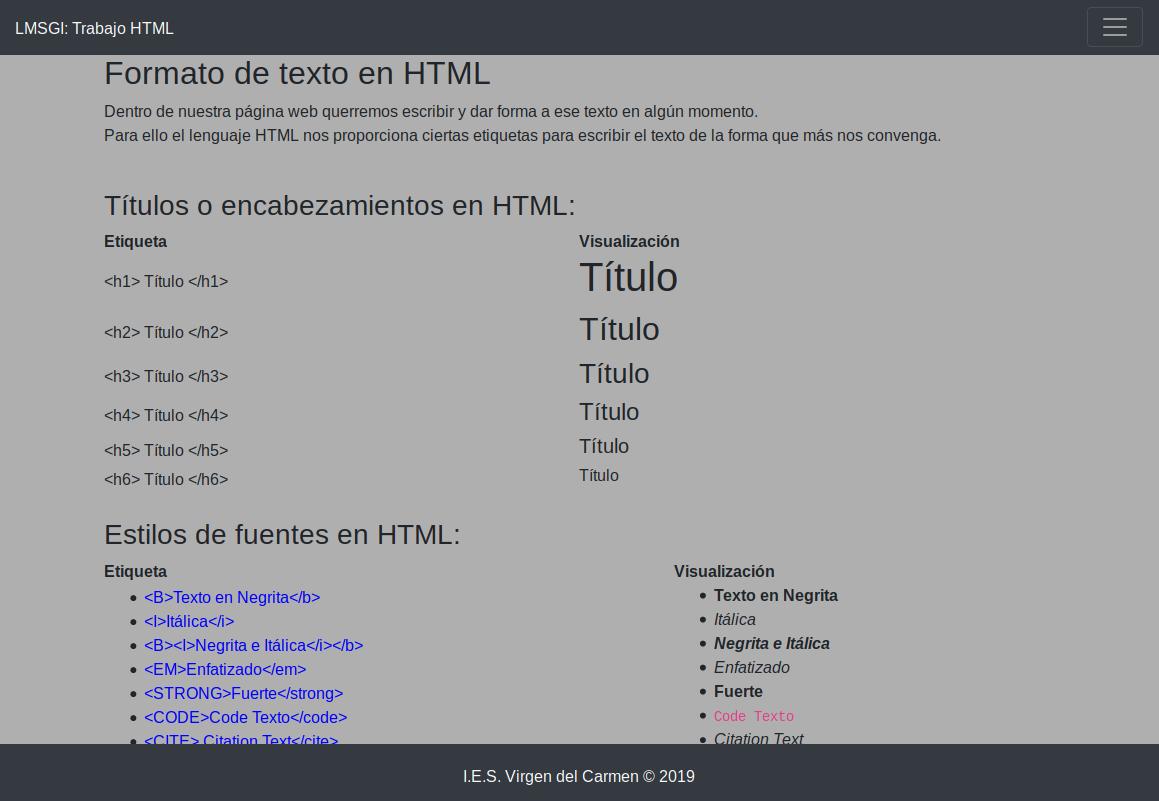 LMSGI: Trabajo HTML
Formato de texto en HTML
Dentro de nuestra página web querremos escribir y dar forma a ese texto en algún momento.
Para ello el lenguaje HTML nos proporciona ciertas etiquetas para escribir el texto de la forma que más nos convenga.
Títulos o encabezamientos en HTML:
Etiqueta Visualización
<h1> Título </h1> Título
<h2> Título </h2> Título
<h3> Título </h3> Título
<h4> Título </h4> Título
<h5> Título </h5> Título
<h6> Título </h6> Título
Estilos de fuentes en HTML:
Etiqueta Visualización
<B>Texto en Negrita</b> Texto en Negrita
<I>Itálica</i> Itálica
<B><I>Negrita e Itálica</i></b> Negrita e Itálica
<EM>Enfatizado</em> Enfatizado
<STRONG>Fuerte</strong> Fuerte
<CODE>Code Texto</code> Code Texto
<CITE> Citation Text</cite> Citation Text
I.E.S. Virgen del Carmen © 2019